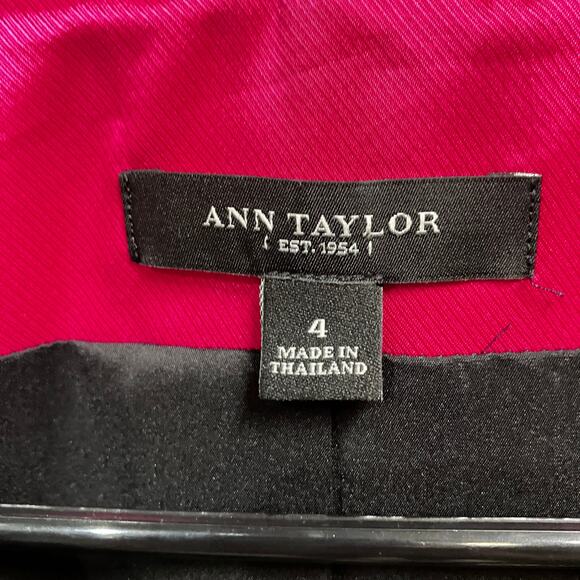 ANN TAYLOR
EST. 1954
4
MADE IN
THAILAND